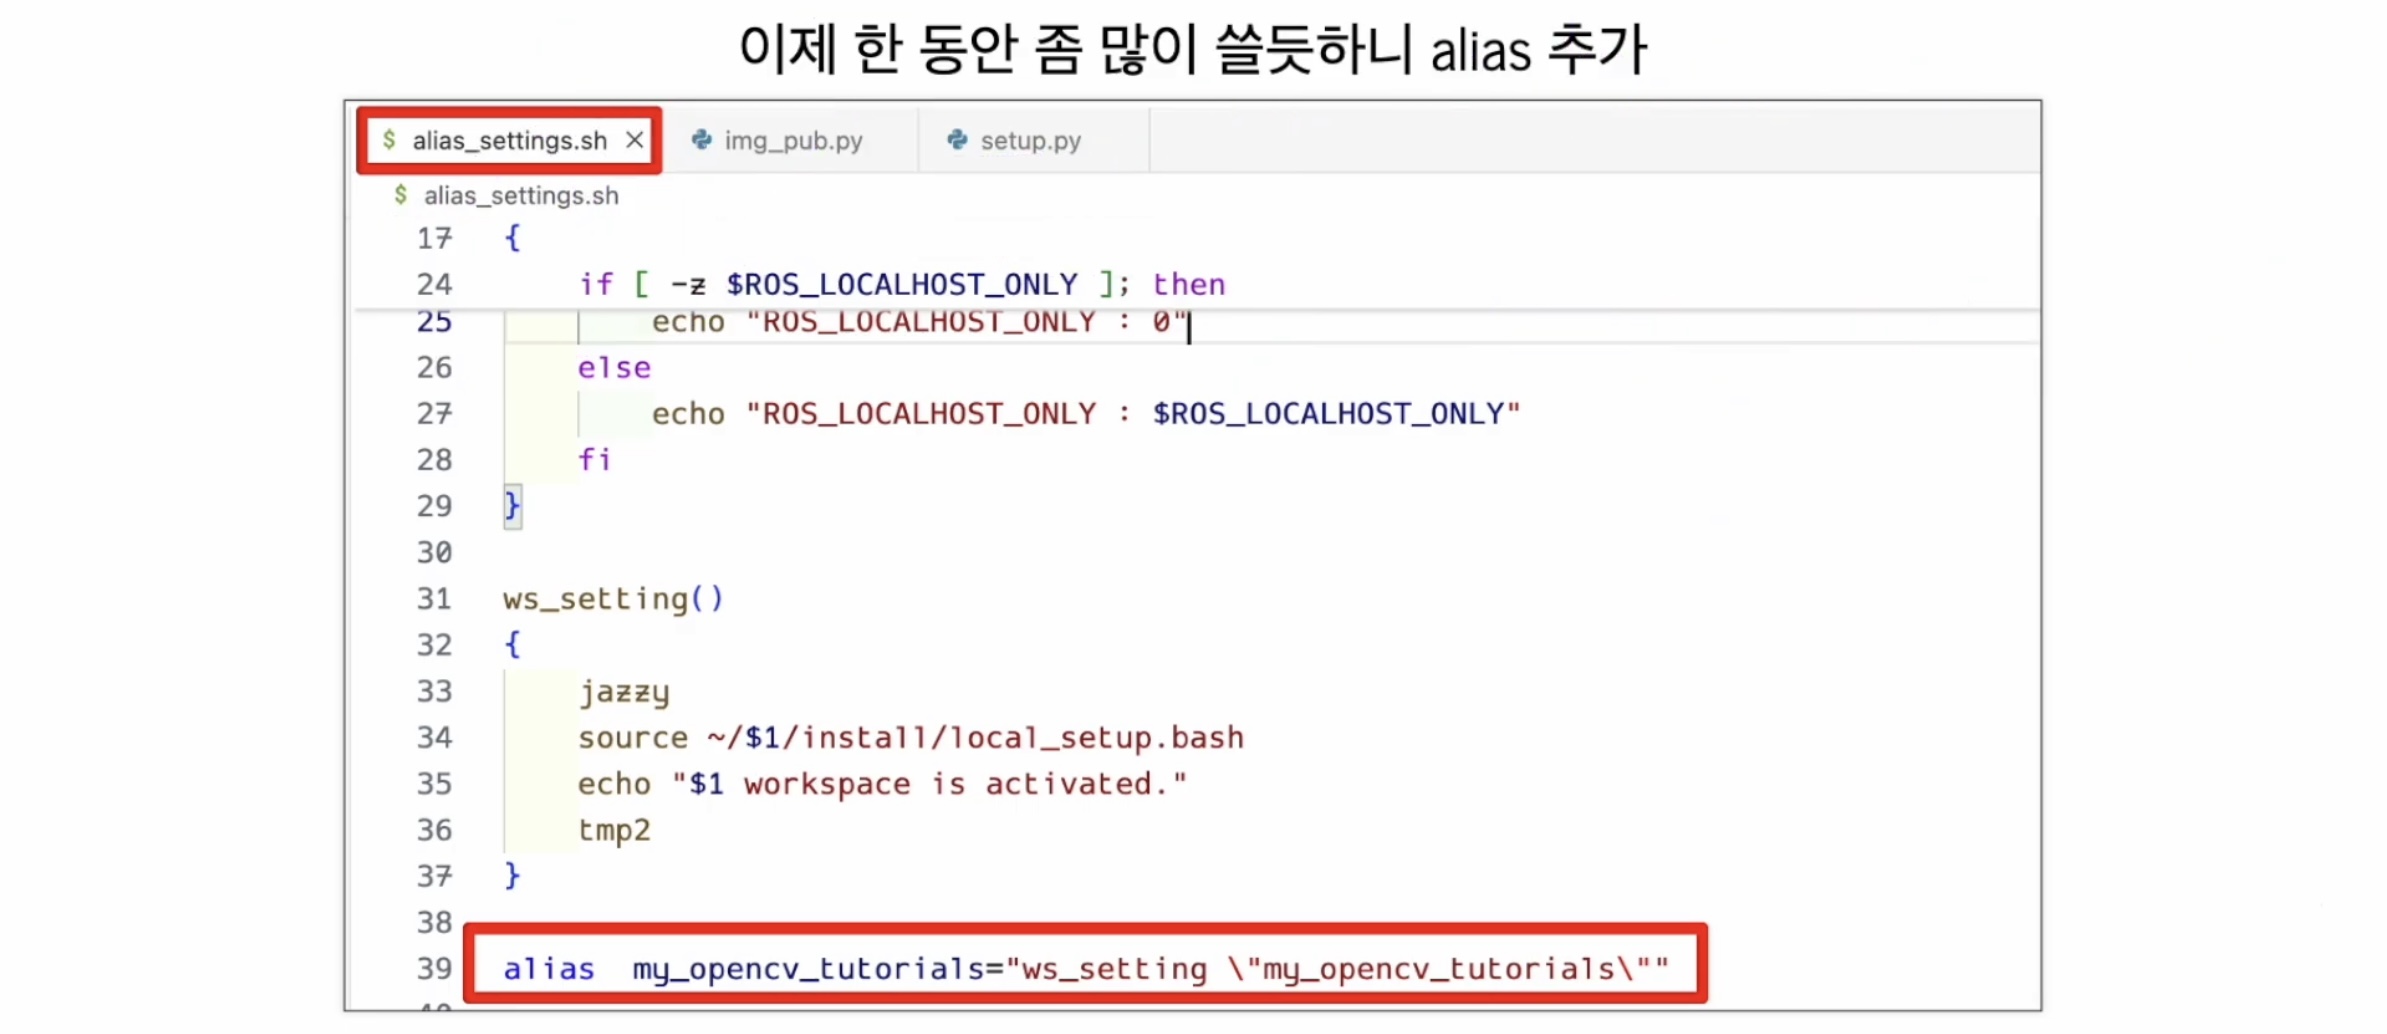 이제 한 동안 좀 많이 쓸듯하니 alias 추가
alias_settings.sh × img_pub.py setup.py
$ alias_settings.sh
17 {
24 if [ -z $ROS_LOCALHOST_ONLY ]; then
25 echo "ROS_LOCALHOST_ONLY : 0"
26 else
27 echo "ROS_LOCALHOST_ONLY : $ROS_LOCALHOST_ONLY"
28 fi
29 }
30
31 ws_setting()
32 {
33 jazzy
34 source ~/$1/install/local_setup.bash
35 echo "$1 workspace is activated."
36 tmp2
37 }
38
39 alias my_opencv_tutorials="ws_setting \"my_opencv_tutorials\""